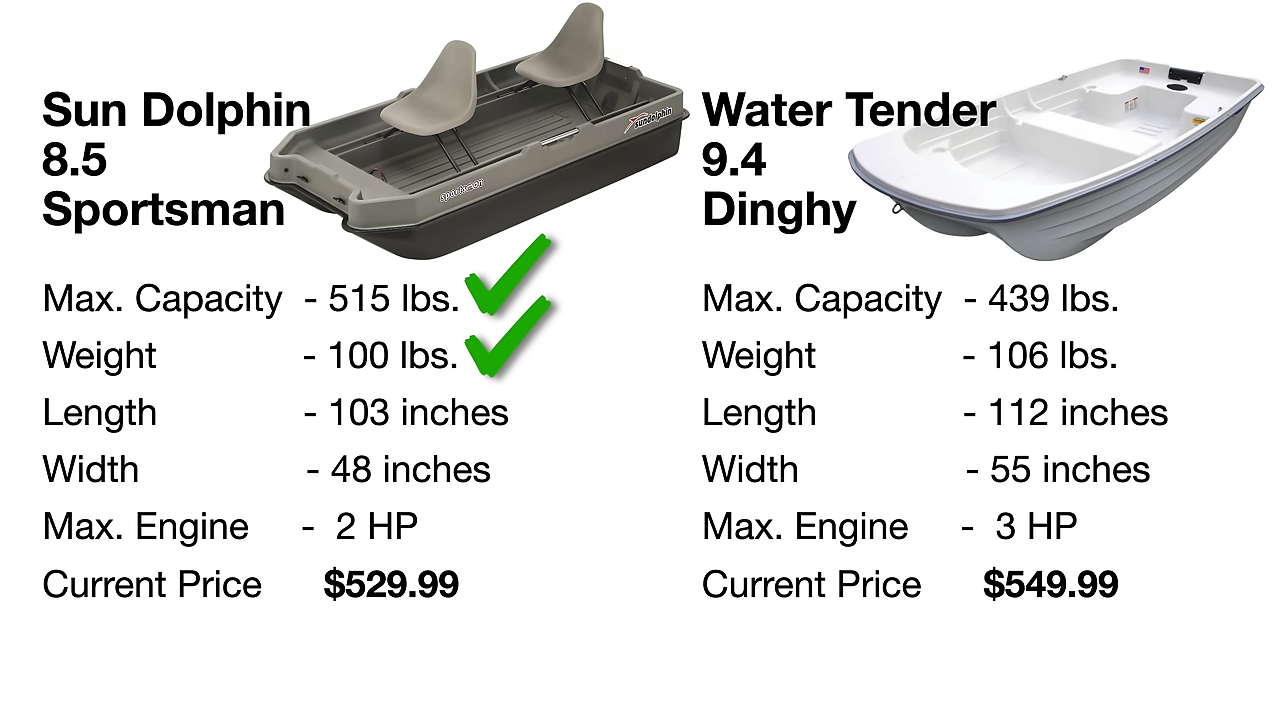 Sun Dolphin
8.5
Sportsman
sundolphin
Sportsman
Max. Capacity - 515 lbs.
Weight - 100 lbs.
Length - 103 inches
Width - 48 inches
Max. Engine - 2 HP
Current Price $529.99
Water Tender
9.4
Dinghy
Max. Capacity - 439 lbs.
Weight - 106 lbs.
Length - 112 inches
Width - 55 inches
Max. Engine - 3 HP
Current Price $549.99